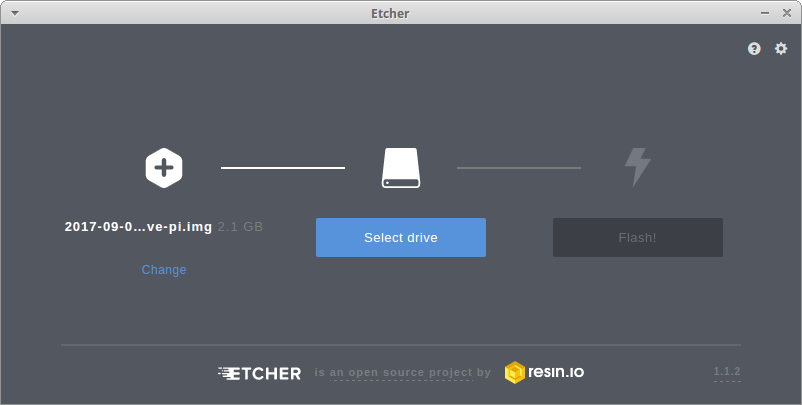 Etcher
2017-09-0...ve-pi.img 2.1 GB
Select drive
Flash!
Change
ETCHER is an open source project by resin.io
1.1.2